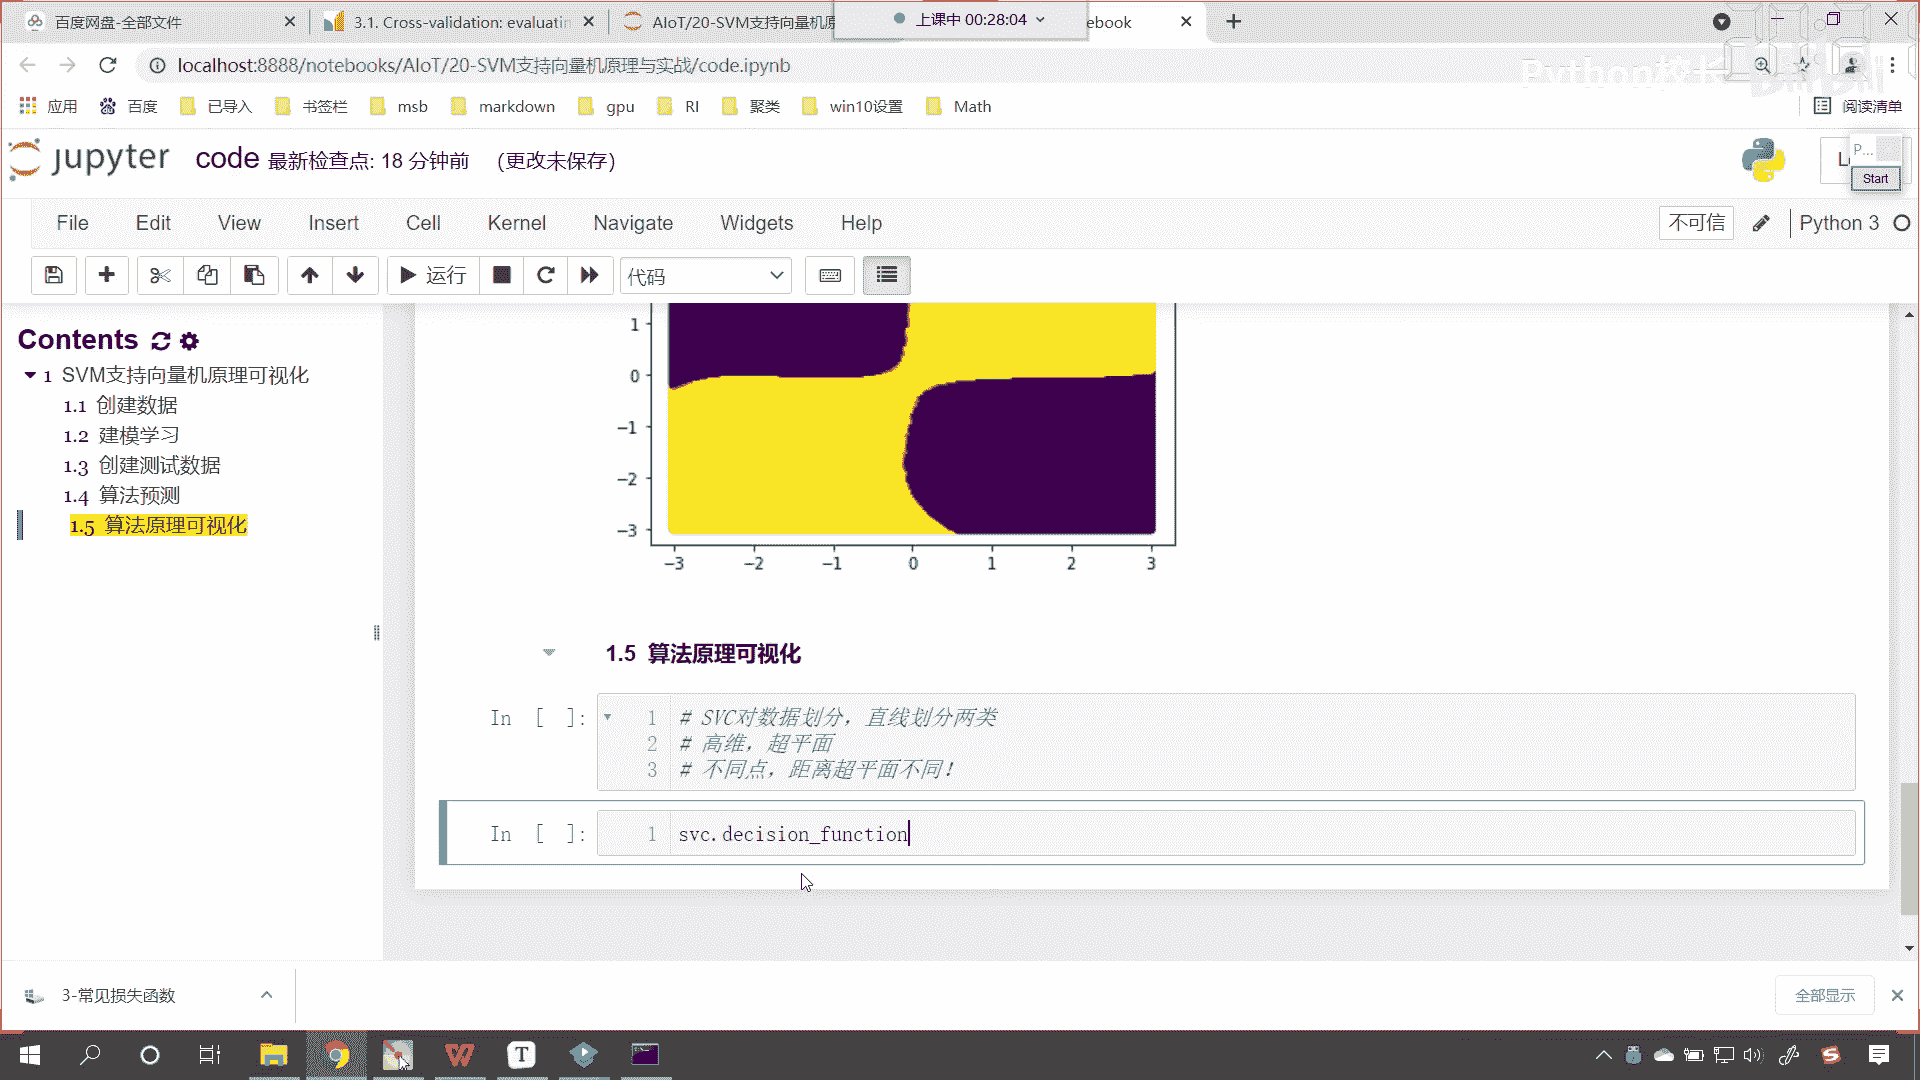 百度网盘-全部文件
3.1. Cross-validation: evaluatin
AIoT/20-SVM支持向量机原
上课中 00:28:04
ebook
localhost:8888/notebooks/AIoT/20-SVM支持向量机原理与实战/code.ipynb
应用
百度
已导入
书签栏
msb
markdown
gpu
RI
聚类
win10设置
Math
阅读清单
jupyter
code 最新检查点: 18 分钟前 (更改未保存)
P...
Start
File
Edit
View
Insert
Cell
Kernel
Navigate
Widgets
Help
不可信
Python 3
运行
代码
Contents
1 SVM支持向量机原理可视化
1.1 创建数据
1.2 建模学习
1.3 创建测试数据
1.4 算法预测
1.5 算法原理可视化
1
0
−1
−2
−3
−3 −2 −1 0 1 2 3
1.5 算法原理可视化
In [ ]:
1 # SVC对数据划分，直线划分两类
2 # 高维，超平面
3 # 不同点，距离超平面不同！
In [ ]:
1 svc.decision_function
3-常见损失函数
全部显示